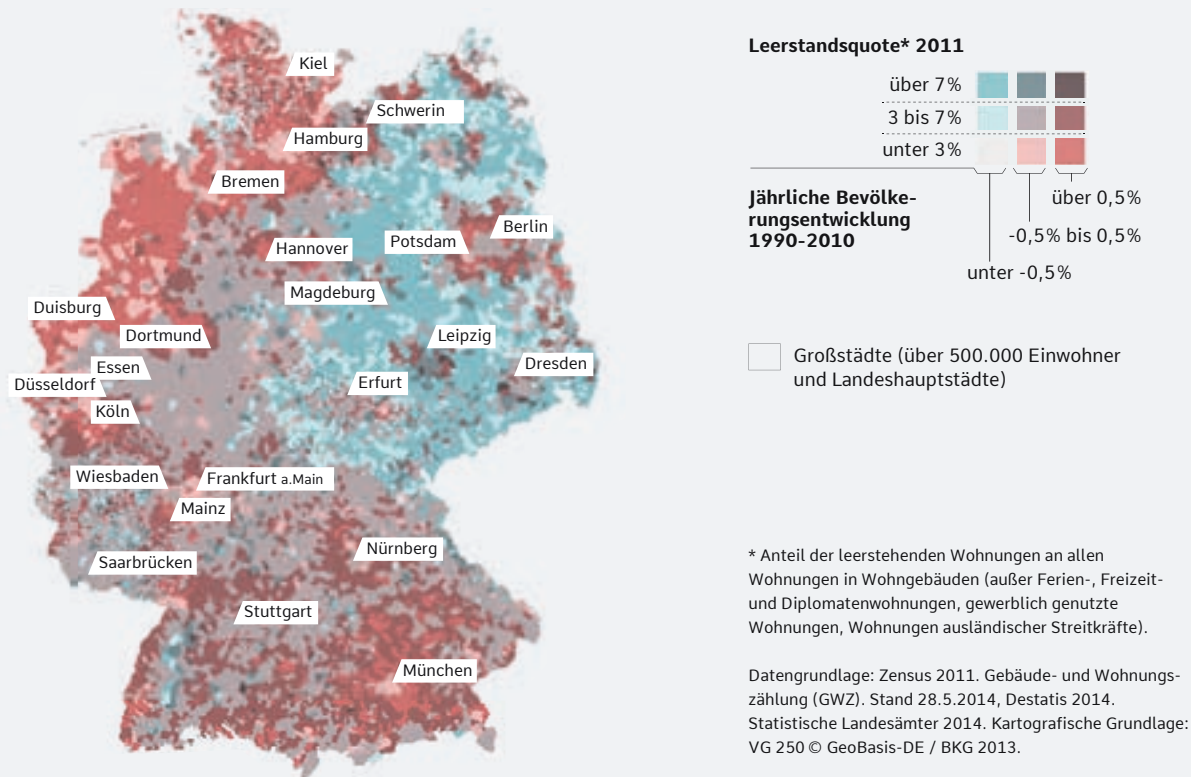 Kiel
Schwerin
Hamburg
Bremen
Berlin
Potsdam
Hannover
Magdeburg
Duisburg
Dortmund
Leipzig
Essen
Dresden
Düsseldorf
Erfurt
Köln
Wiesbaden
Frankfurt a.Main
Mainz
Nürnberg
Saarbrücken
Stuttgart
München
Leerstandsquote* 2011
über 7%
3 bis 7%
unter 3%
Jährliche Bevölke-
rungsentwicklung
1990-2010
über 0,5%
-0,5% bis 0,5%
unter -0,5%
Großstädte (über 500.000 Einwohner
und Landeshauptstädte)
* Anteil der leerstehenden Wohnungen an allen
Wohnungen in Wohngebäuden (außer Ferien-, Freizeit-
und Diplomatenwohnungen, gewerblich genutzte
Wohnungen, Wohnungen ausländischer Streitkräfte).
Datengrundlage: Zensus 2011. Gebäude- und Wohnungs-
zählung (GWZ). Stand 28.5.2014, Destatis 2014.
Statistische Landesämter 2014. Kartografische Grundlage:
VG 250 © GeoBasis-DE / BKG 2013.